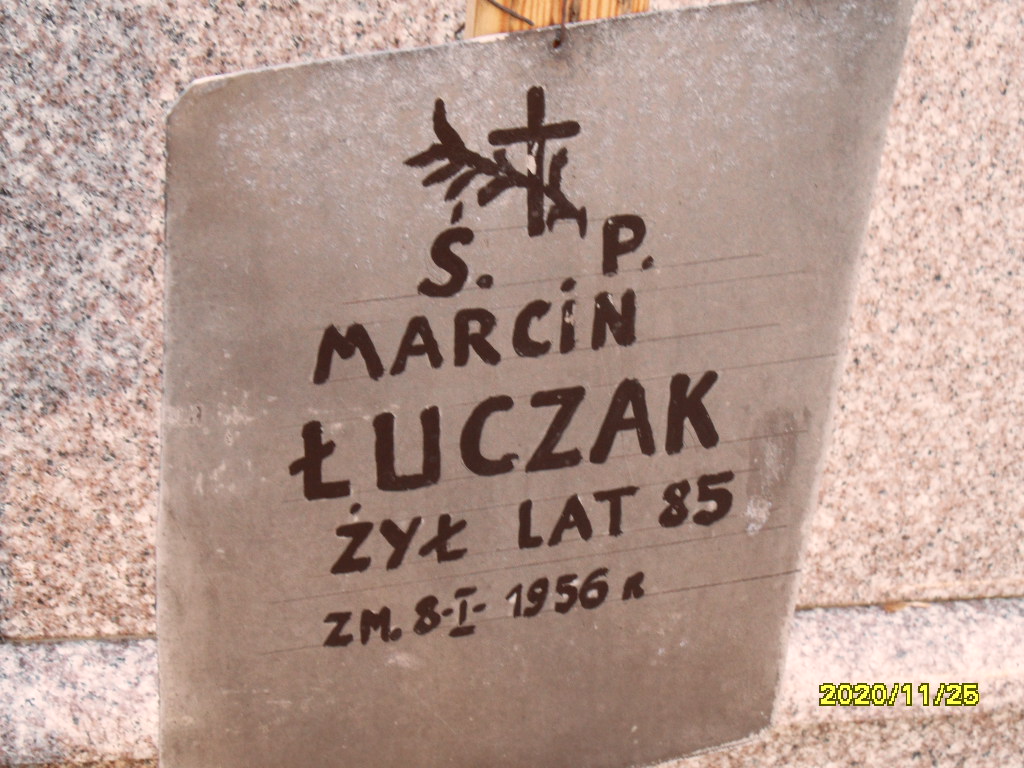 Ś. P.
MARCiN
ŁUCZAK
ŻYŁ LAT 85
ZM. 8-I- 1956 R
2020/11/25